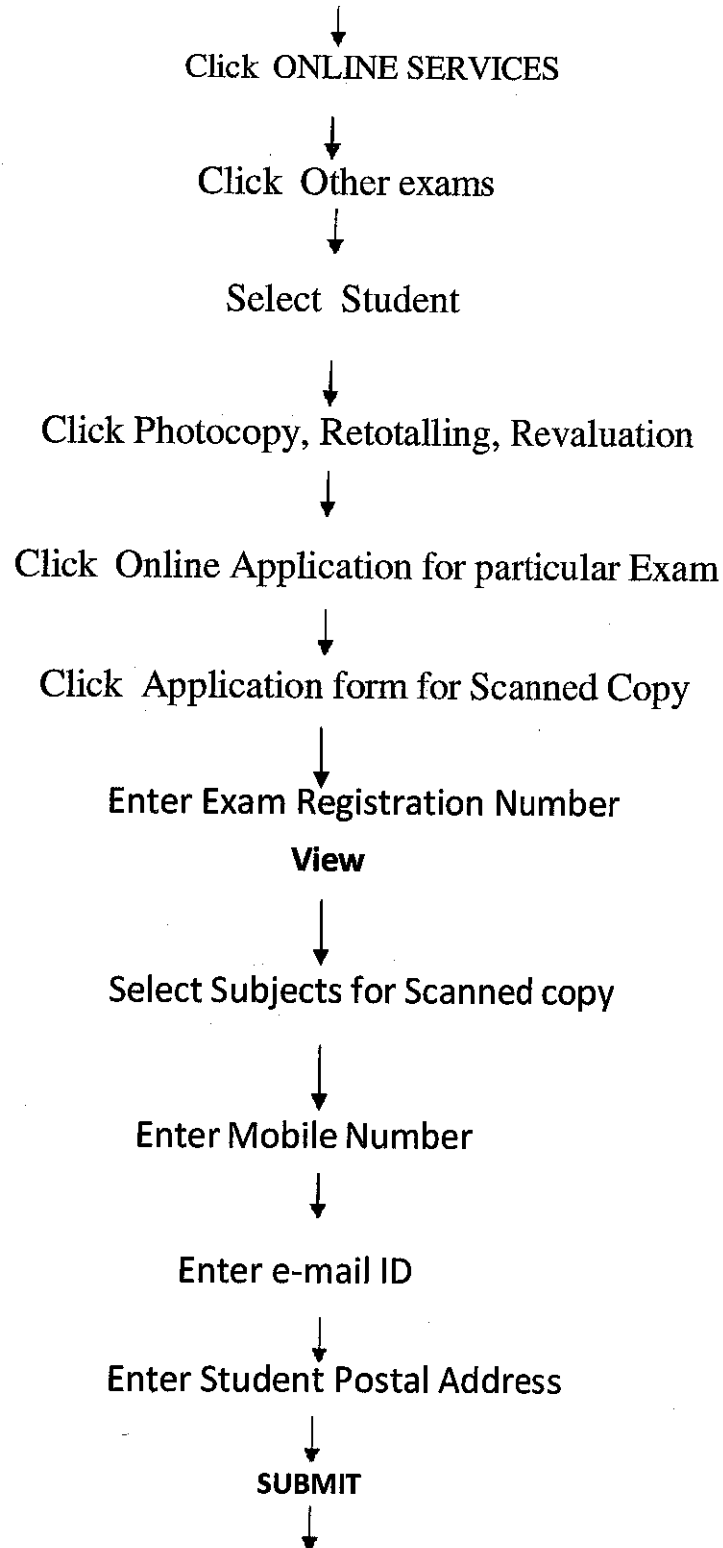 Click ONLINE SERVICES
Click Other exams
Select Student
Click Photocopy, Retotalling, Revaluation
Click Online Application for particular Exam
Click Application form for Scanned Copy
Enter Exam Registration Number
View
Select Subjects for Scanned copy
Enter Mobile Number
Enter e-mail ID
Enter Student Postal Address
SUBMIT